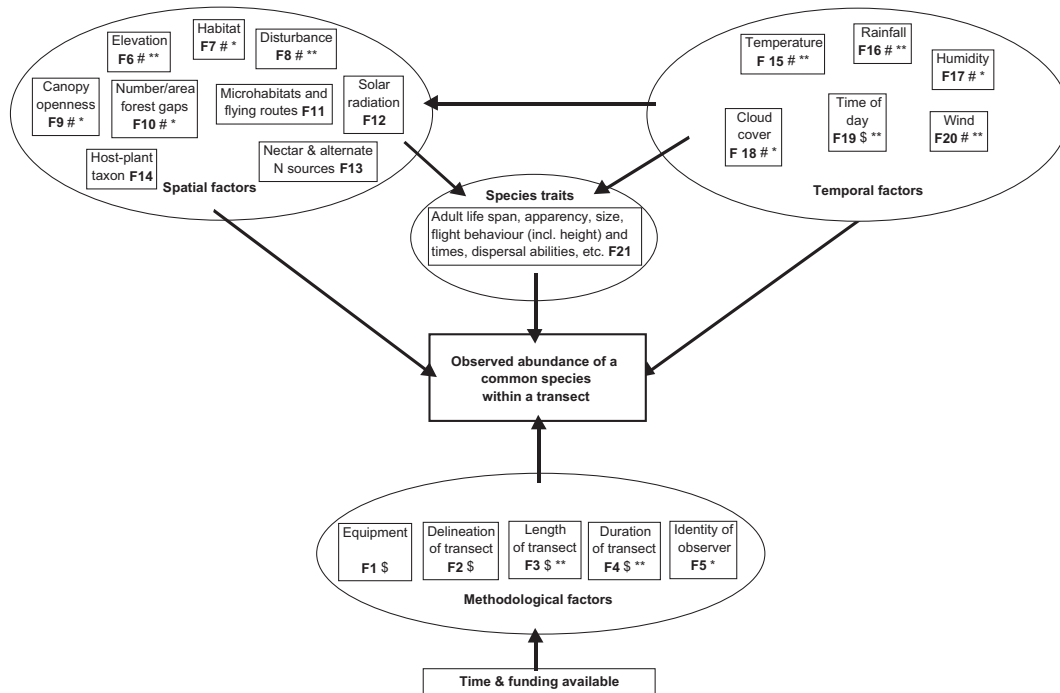 Elevation
F6 # **
Habitat
F7 # *
Disturbance
F8 # **
Canopy
openness
F9 # *
Number/area
forest gaps
F10 # *
Microhabitats and
flying routes F11
Solar
radiation
F12
Host-plant
taxon F14
Nectar & alternate
N sources F13
Spatial factors
Temperature
F 15 # **
Rainfall
F16 # **
Humidity
F17 # *
Cloud
cover
F 18 # *
Time of
day
F19 $ **
Wind
F20 # **
Temporal factors
Species traits
Adult life span, apparency, size,
flight behaviour (incl. height) and
times, dispersal abilities, etc. F21
Observed abundance of a
common species
within a transect
Equipment
F1 $
Delineation
of transect
F2 $
Length
of transect
F3 $ **
Duration
of transect
F4 $ **
Identity of
observer
F5 *
Methodological factors
Time & funding available